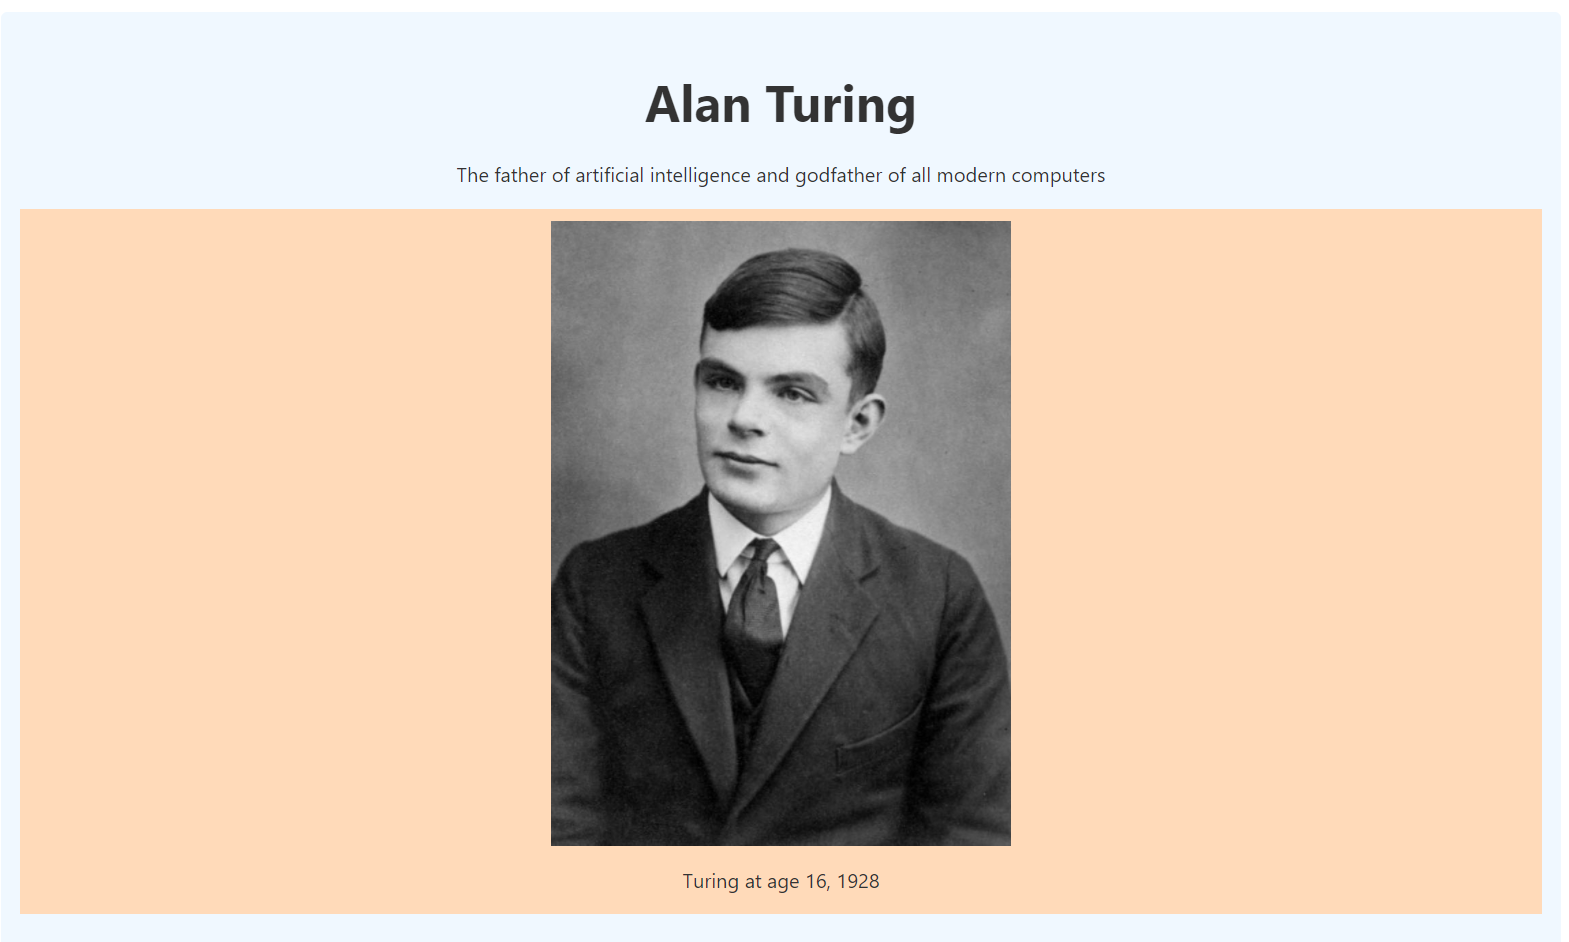 Alan Turing
The father of artificial intelligence and godfather of all modern computers
Turing at age 16, 1928